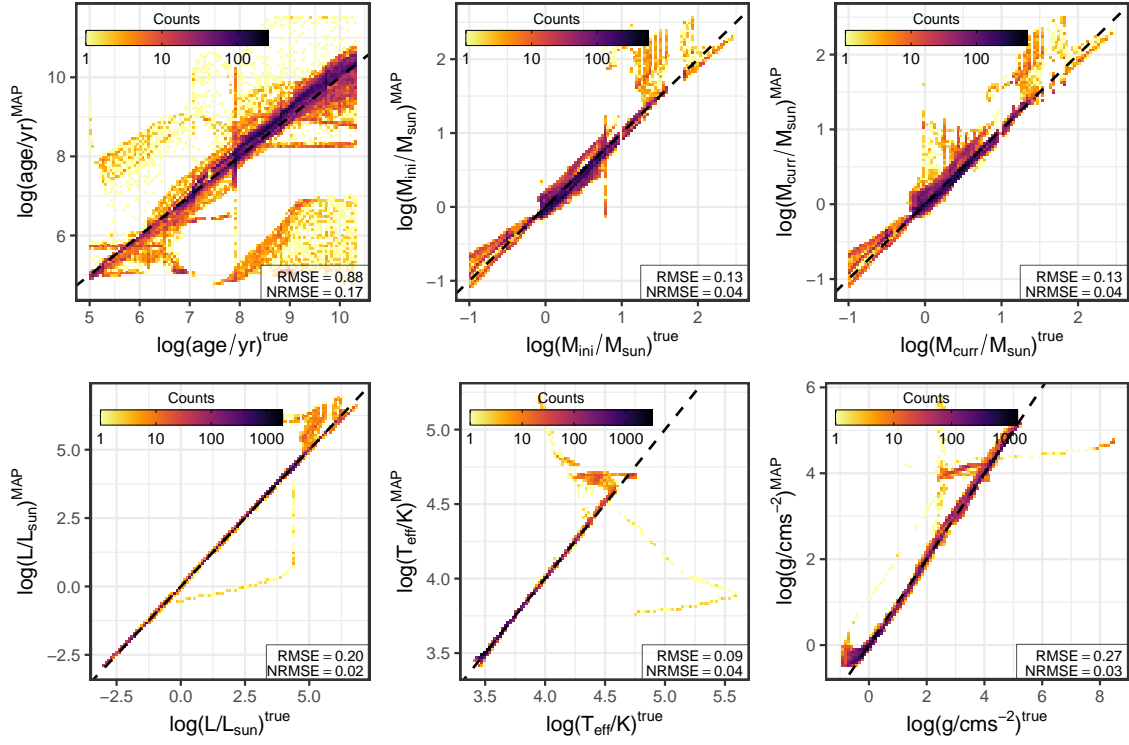 Counts
1 10 100
10
8
6
5 6 7 8 9 10
log(age/yr)^MAP
log(age/yr)^true
RMSE = 0.88
NRMSE = 0.17
Counts
1 10 100
2
1
0
−1
−1 0 1 2
log(M_ini/M_sun)^MAP
log(M_ini/M_sun)^true
RMSE = 0.13
NRMSE = 0.04
Counts
1 10 100
2
1
0
−1
−1 0 1 2
log(M_curr/M_sun)^MAP
log(M_curr/M_sun)^true
RMSE = 0.13
NRMSE = 0.04
Counts
1 10 100 1000
5.0
2.5
0.0
−2.5
−2.5 0.0 2.5 5.0
log(L/L_sun)^MAP
log(L/L_sun)^true
RMSE = 0.20
NRMSE = 0.02
Counts
1 10 100 1000
5.0
4.5
4.0
3.5
3.5 4.0 4.5 5.0 5.5
log(T_eff/K)^MAP
log(T_eff/K)^true
RMSE = 0.09
NRMSE = 0.04
Counts
1 10 100 1000
6
4
2
0
0 2 4 6 8
log(g/cms⁻²)^MAP
log(g/cms⁻²)^true
RMSE = 0.27
NRMSE = 0.03